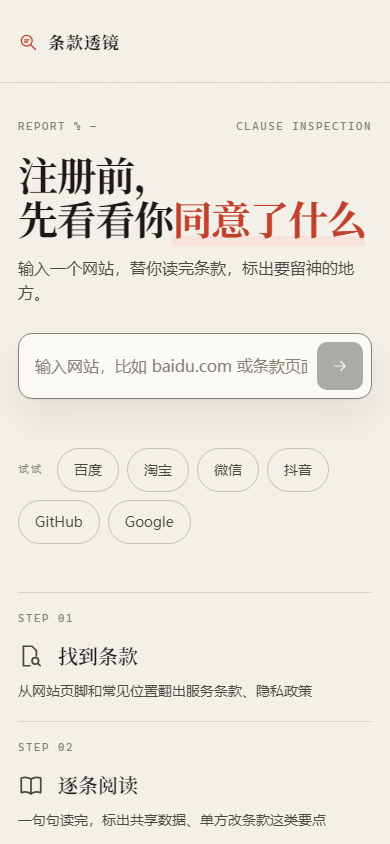 条款透镜
REPORT № —
CLAUSE INSPECTION
注册前，
先看看你同意了什么
输入一个网站，替你读完条款，标出要留神的地
方。
输入网站，比如 baidu.com 或条款页面
试试
百度
淘宝
微信
抖音
GitHub
Google
STEP 01
找到条款
从网站页脚和常见位置翻出服务条款、隐私政策
STEP 02
逐条阅读
一句句读完，标出共享数据、单方改条款这类要点